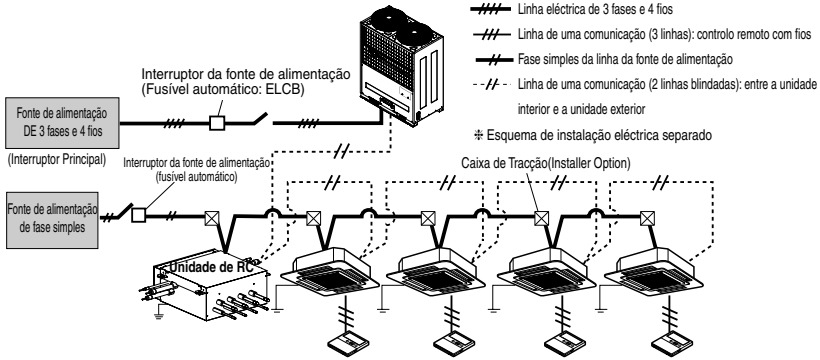 Linha eléctrica de 3 fases e 4 fios
Linha de uma comunicação (3 linhas): controlo remoto com fios
Fase simples da linha da fonte de alimentação
Linha de uma comunicação (2 linhas blindadas): entre a unidade
interior e a unidade exterior
⁜ Esquema de instalação eléctrica separado
Interruptor da fonte de alimentação
(Fusível automático: ELCB)
Fonte de alimentação
DE 3 fases e 4 fios
(Interruptor Principal)
Interruptor da fonte de alimentação
(fusível automático)
Caixa de Tracção(Installer Option)
Fonte de alimentação
de fase simples
Unidade de RC